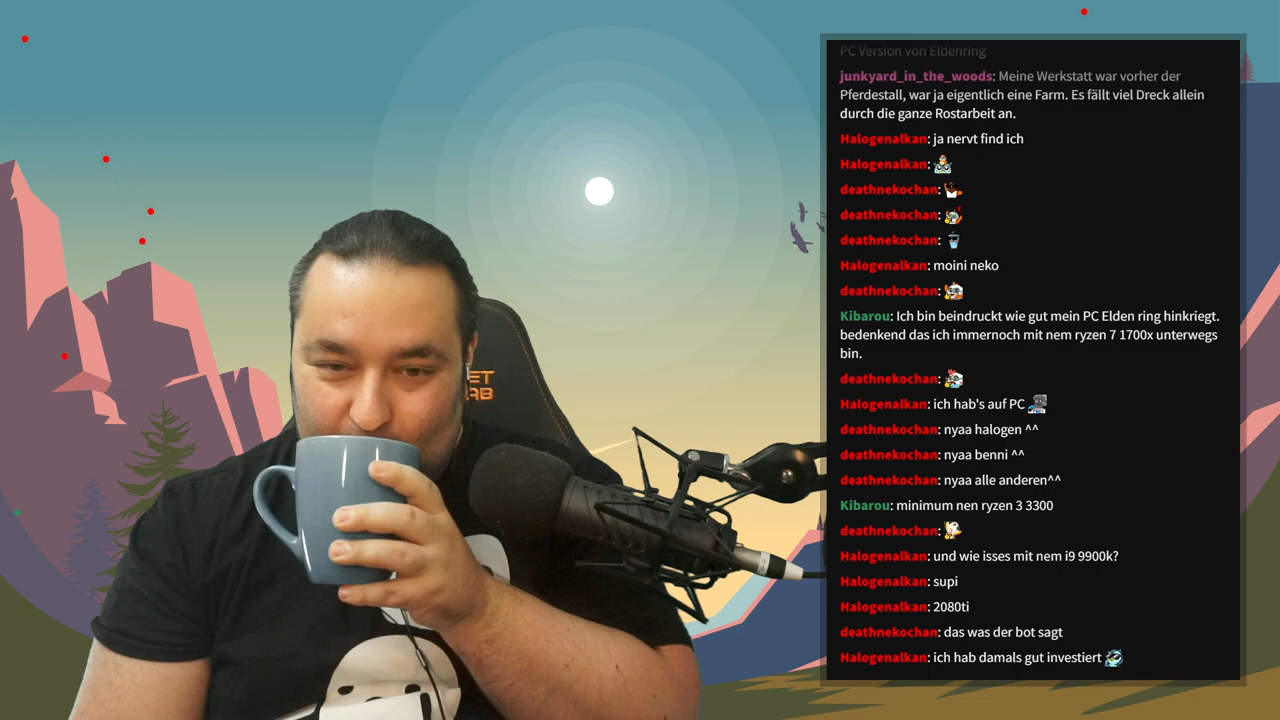 PC Version von Eldenring
junkyard_in_the_woods: Meine Werkstatt war vorher der
Pferdestall, war ja eigentlich eine Farm. Es fällt viel Dreck allein
durch die ganze Rostarbeit an.
Halogenalkan: ja nervt find ich
Halogenalkan:
deathnekochan:
deathnekochan:
deathnekochan:
Halogenalkan: moini neko
deathnekochan:
Kibarou: Ich bin beindruckt wie gut mein PC Elden ring hinkriegt.
bedenkend das ich immernoch mit nem ryzen 7 1700x unterwegs
bin.
deathnekochan:
Halogenalkan: ich hab's auf PC
deathnekochan: nyaa halogen ^^
deathnekochan: nyaa benni ^^
deathnekochan: nyaa alle anderen^^
Kibarou: minimum nen ryzen 3 3300
deathnekochan:
Halogenalkan: und wie isses mit nem i9 9900k?
Halogenalkan: supi
Halogenalkan: 2080ti
deathnekochan: das was der bot sagt
Halogenalkan: ich hab damals gut investiert